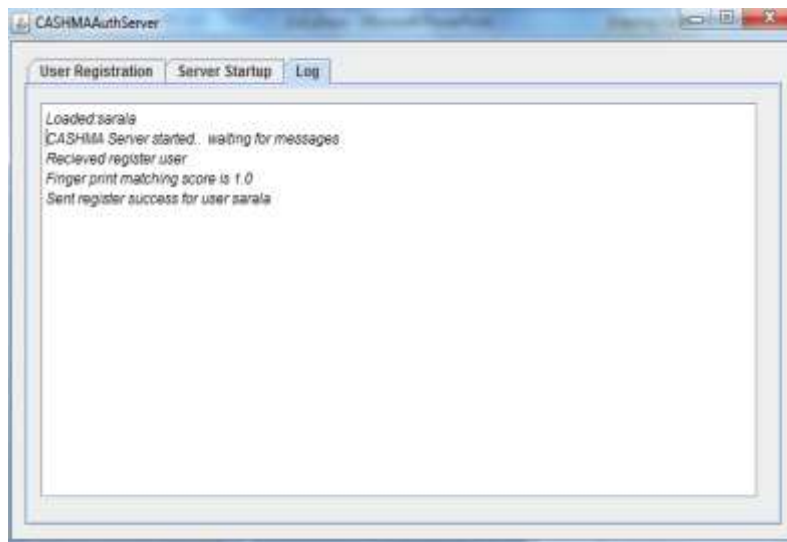 CASHMAAuthServer
User Registration Server Startup Log
Loaded:sarala
CASHMA Server started.. waiting for messages
Recieved register user
Finger print matching score is 1.0
Sent register success for user sarala